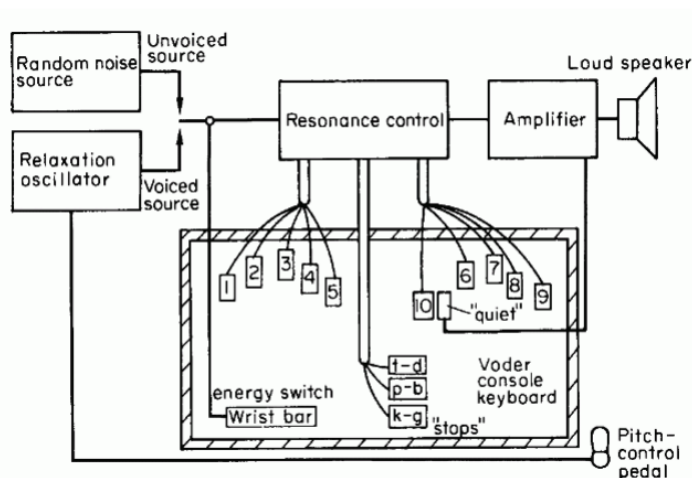 Unvoiced
source
Random noise
source
Loud speaker
Resonance control
Amplifier
Relaxation
oscillator
Voiced
source
1
2
3
4
5
10
6
7
8
9
"quiet"
t-d
p-b
k-g
"stops"
Voder
console
keyboard
energy switch
Wrist bar
Pitch-
control
pedal